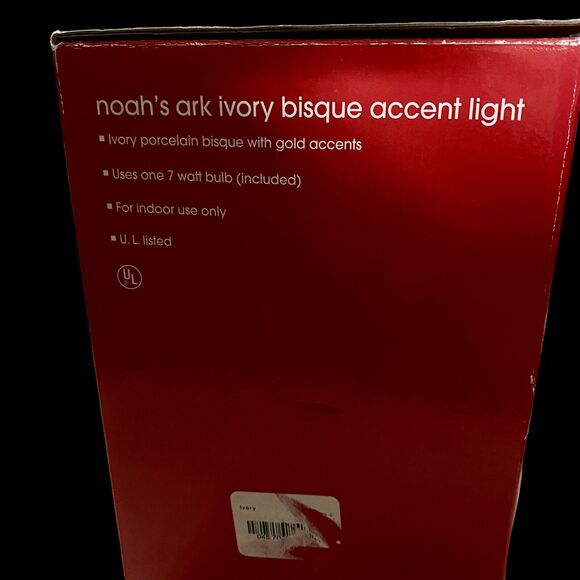 noah's ark ivory bisque accent light
▪ Ivory porcelain bisque with gold accents
▪ Uses one 7 watt bulb (included)
▪ For indoor use only
▪ U.L. listed
UL
Ivory